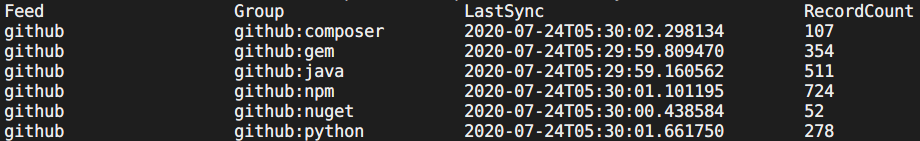 Feed Group LastSync RecordCount
github github:composer 2020-07-24T05:30:02.298134 107
github github:gem 2020-07-24T05:29:59.809470 354
github github:java 2020-07-24T05:29:59.160562 511
github github:npm 2020-07-24T05:30:01.101195 724
github github:nuget 2020-07-24T05:30:00.438584 52
github github:python 2020-07-24T05:30:01.661750 278